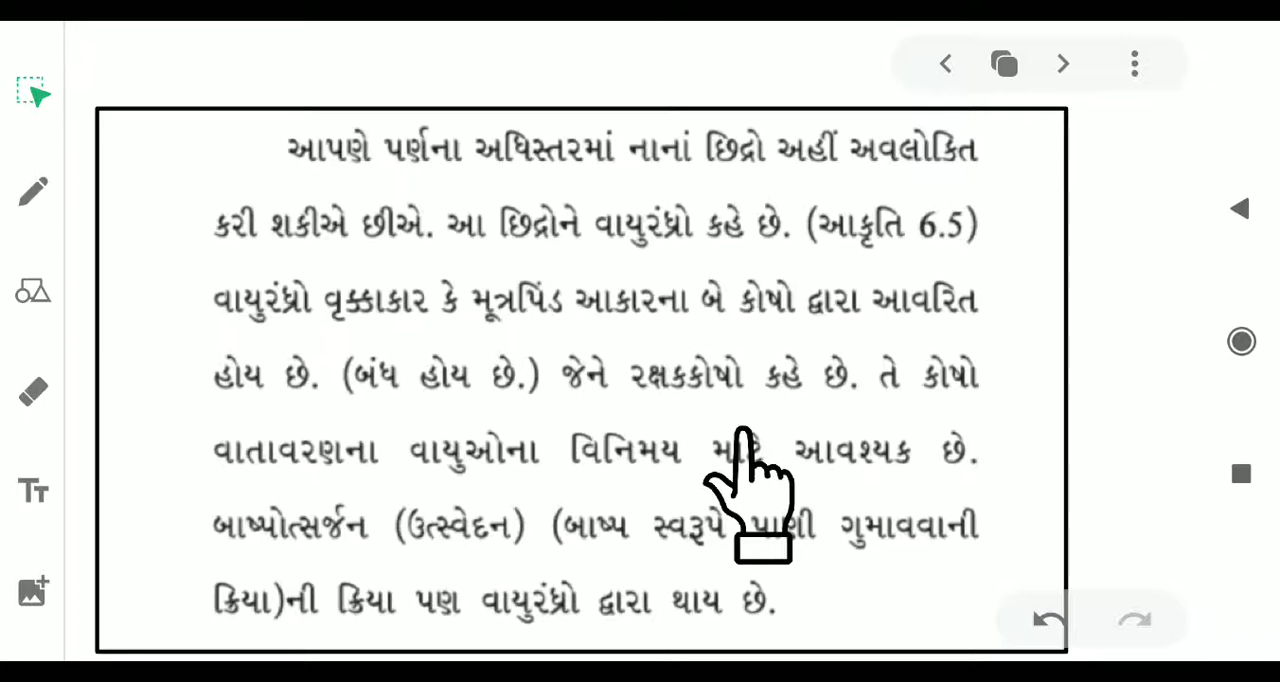 આપણે પર્ણના અધિસ્તરમાં નાનાં છિદ્રો અહીં અવલોકિત
કરી શકીએ છીએ. આ છિદ્રોને વાયુરંધ્રો કહે છે. (આકૃતિ 6.5)
વાયુરંધ્રો વૃક્કાકાર કે મૂત્રપિંડ આકારના બે કોષો દ્વારા આવરિત
હોય છે. (બંધ હોય છે.) જેને રક્ષકકોષો કહે છે. તે કોષો
વાતાવરણના વાયુઓના વિનિમય માટે આવશ્યક છે.
બાષ્પોત્સર્જન (ઉત્સ્વેદન) (બાષ્પ સ્વરૂપે પાણી ગુમાવવાની
ક્રિયા)ની ક્રિયા પણ વાયુરંધ્રો દ્વારા થાય છે.